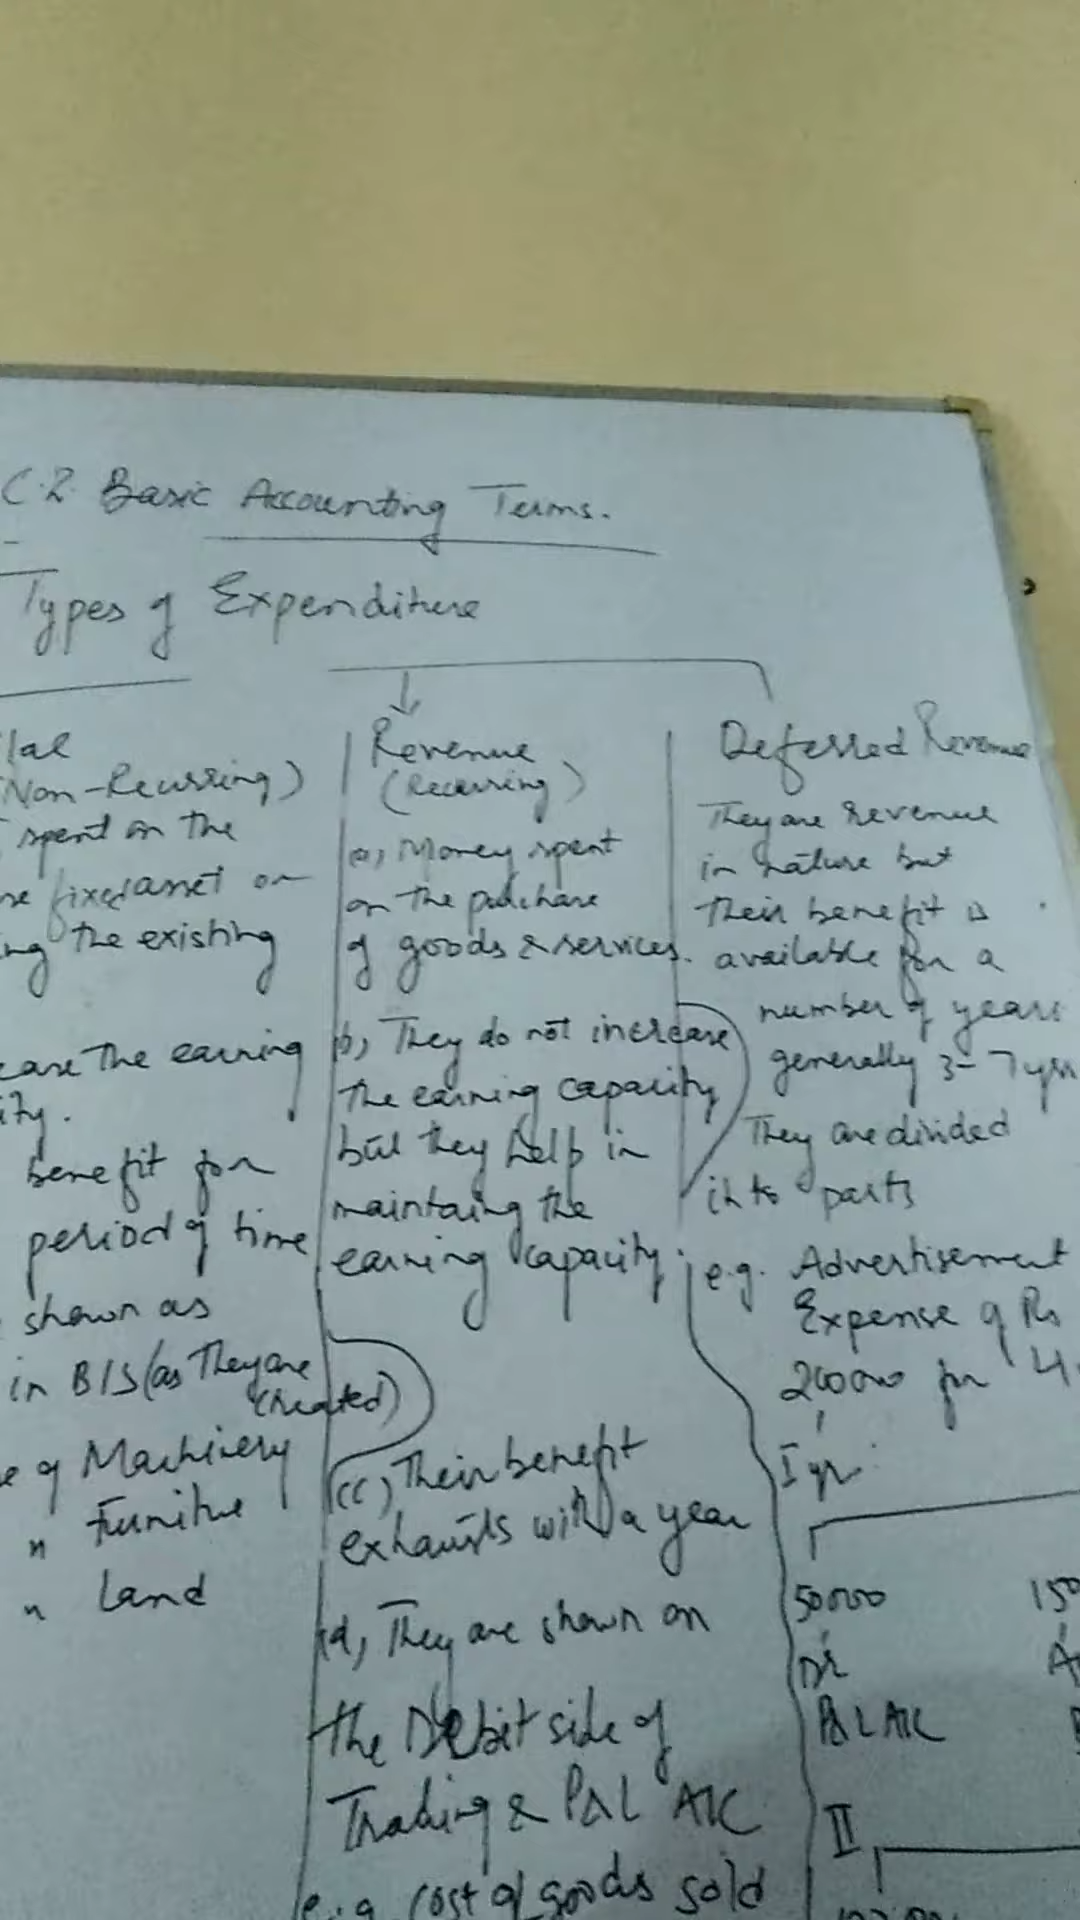 C.2. Basic Accounting Terms.
Types of Expenditure
(Non-Recurring)
spent on the
fixed asset or
the existing
the earning
benefit for
period of time
shown as
in B/S (as They are
Created)
of Machinery
" Furniture
" Land
Revenue
(Recurring)
(a), Money spent
on the purchase
of goods & services.
(b), They do not increase
the earning capacity
but they help in
maintaing the
earning capacity.
(c), Their benefit
exhausts with a year
(d), They are shown on
the Debit side of
Trading & P&L A/C
e.g. Cost of goods sold
Deferred Revenue
They are revenue
in nature but
their benefit is
available for a
number of years
generally 3-7 yrs
They are divided
into parts
e.g. Advertisement
Expense of Rs
200000 for 4
I yr.
50000 150
Dr
P&L A/C
II